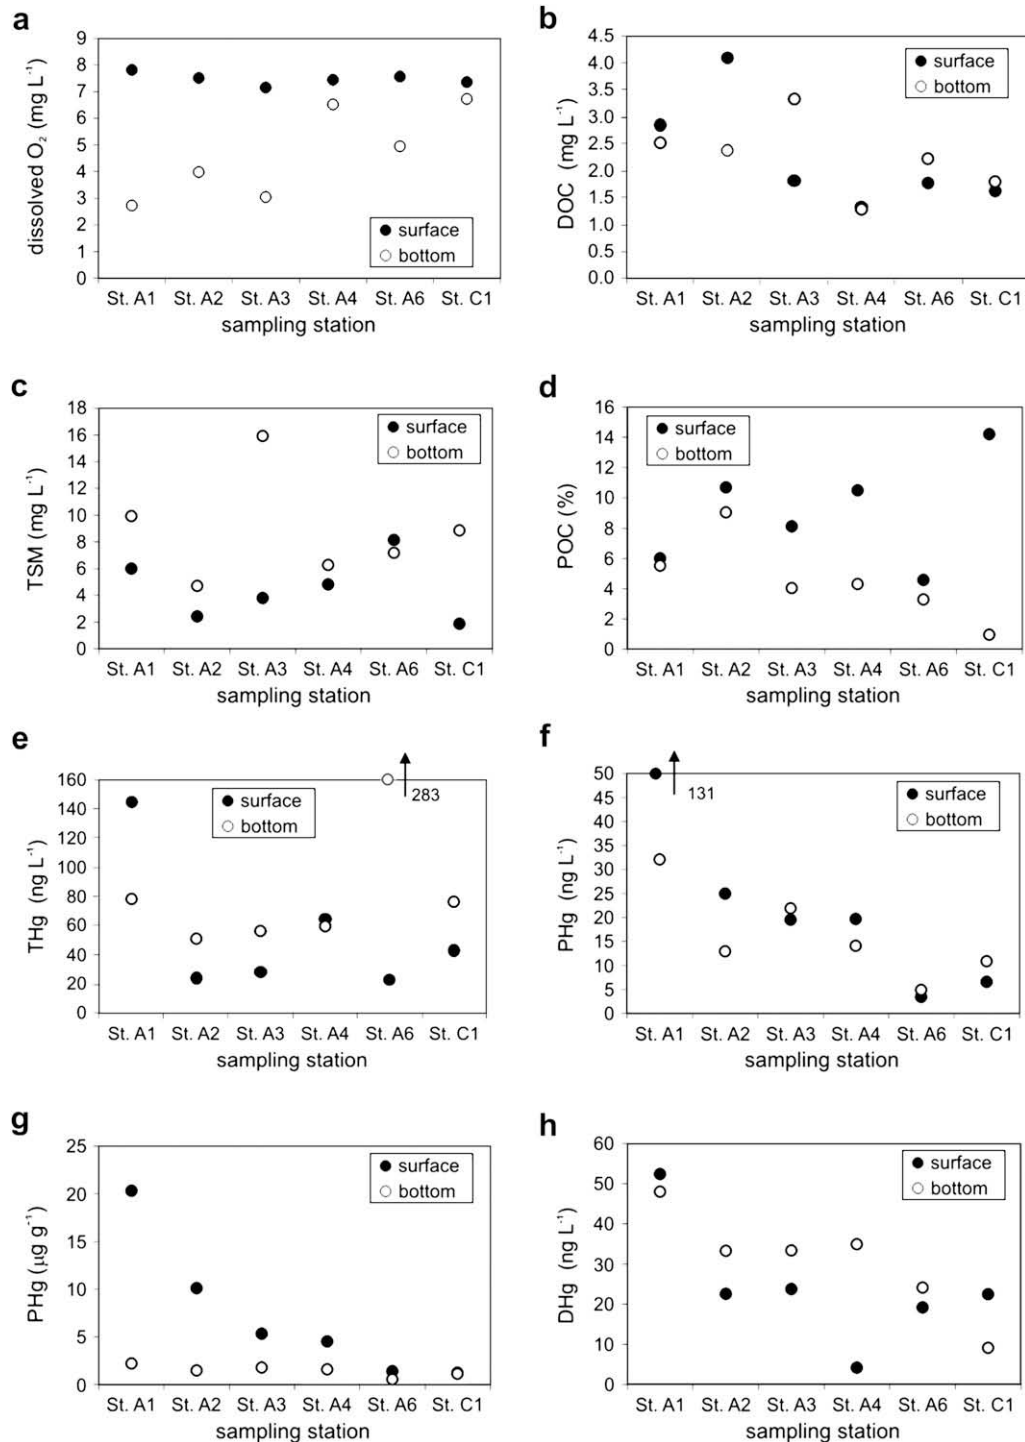 a
dissolved O₂ (mg L⁻¹)
9
8
7
6
5
4
3
2
1
0
surface
bottom
St. A1 St. A2 St. A3 St. A4 St. A6 St. C1
sampling station
b
DOC (mg L⁻¹)
4.5
4.0
3.5
3.0
2.5
2.0
1.5
1.0
0.5
0.0
surface
bottom
St. A1 St. A2 St. A3 St. A4 St. A6 St. C1
sampling station
c
TSM (mg L⁻¹)
18
16
14
12
10
8
6
4
2
0
surface
bottom
St. A1 St. A2 St. A3 St. A4 St. A6 St. C1
sampling station
d
POC (%)
16
14
12
10
8
6
4
2
0
surface
bottom
St. A1 St. A2 St. A3 St. A4 St. A6 St. C1
sampling station
e
THg (ng L⁻¹)
160
140
120
100
80
60
40
20
0
surface
bottom
283
St. A1 St. A2 St. A3 St. A4 St. A6 St. C1
sampling station
f
PHg (ng L⁻¹)
50
45
40
35
30
25
20
15
10
5
0
131
surface
bottom
St. A1 St. A2 St. A3 St. A4 St. A6 St. C1
sampling station
g
PHg (µg g⁻¹)
25
20
15
10
5
0
surface
bottom
St. A1 St. A2 St. A3 St. A4 St. A6 St. C1
sampling station
h
DHg (ng L⁻¹)
60
50
40
30
20
10
0
surface
bottom
St. A1 St. A2 St. A3 St. A4 St. A6 St. C1
sampling station